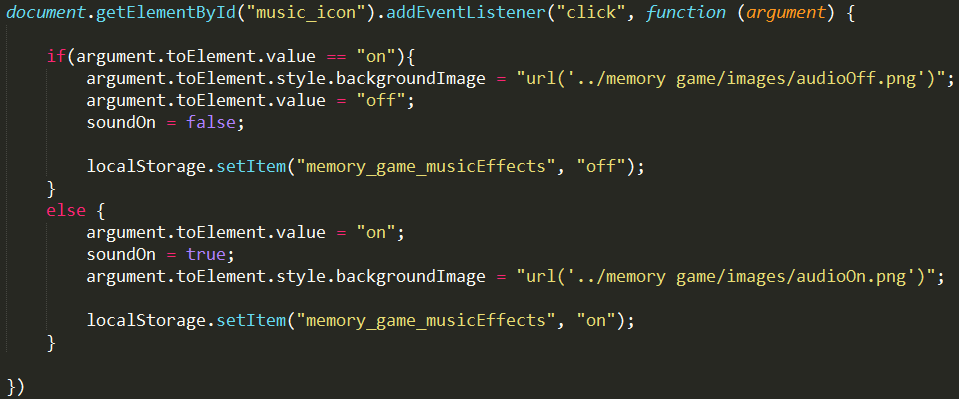 document.getElementById("music_icon").addEventListener("click", function (argument) {
if(argument.toElement.value == "on"){
argument.toElement.style.backgroundImage = "url('../memory game/images/audioOff.png')";
argument.toElement.value = "off";
soundOn = false;
localStorage.setItem("memory_game_musicEffects", "off");
}
else {
argument.toElement.value = "on";
soundOn = true;
argument.toElement.style.backgroundImage = "url('../memory game/images/audioOn.png')";
localStorage.setItem("memory_game_musicEffects", "on");
}
})